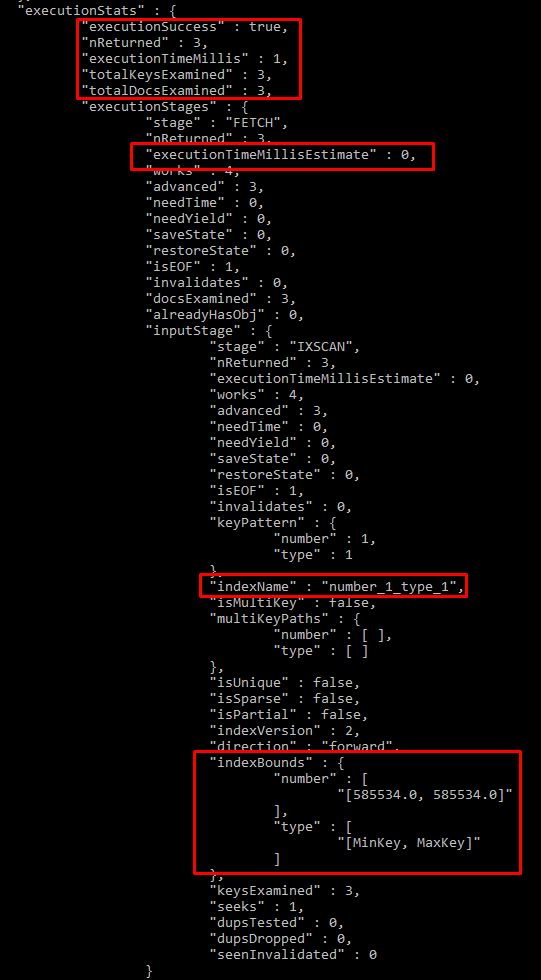 "executionStats" : {
"executionSuccess" : true,
"nReturned" : 3,
"executionTimeMillis" : 1,
"totalKeysExamined" : 3,
"totalDocsExamined" : 3,
"executionStages" : {
"stage" : "FETCH",
"nReturned" : 3,
"executionTimeMillisEstimate" : 0,
"works" : 4,
"advanced" : 3,
"needTime" : 0,
"needYield" : 0,
"saveState" : 0,
"restoreState" : 0,
"isEOF" : 1,
"invalidates" : 0,
"docsExamined" : 3,
"alreadyHasObj" : 0,
"inputStage" : {
"stage" : "IXSCAN",
"nReturned" : 3,
"executionTimeMillisEstimate" : 0,
"works" : 4,
"advanced" : 3,
"needTime" : 0,
"needYield" : 0,
"saveState" : 0,
"restoreState" : 0,
"isEOF" : 1,
"invalidates" : 0,
"keyPattern" : {
"number" : 1,
"type" : 1
},
"indexName" : "number_1_type_1",
"isMultiKey" : false,
"multiKeyPaths" : {
"number" : [ ],
"type" : [ ]
},
"isUnique" : false,
"isSparse" : false,
"isPartial" : false,
"indexVersion" : 2,
"direction" : "forward",
"indexBounds" : {
"number" : [
"[585534.0, 585534.0]"
],
"type" : [
"[MinKey, MaxKey]"
]
},
"keysExamined" : 3,
"seeks" : 1,
"dupsTested" : 0,
"dupsDropped" : 0,
"seenInvalidated" : 0
}